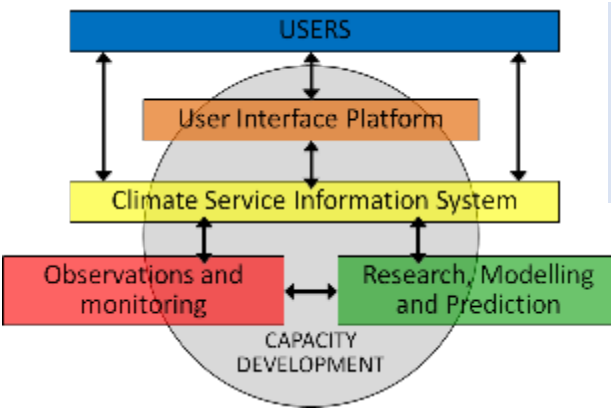 USERS
User Interface Platform
Climate Service Information System
Observations and
monitoring
Research, Modelling
and Prediction
CAPACITY
DEVELOPMENT